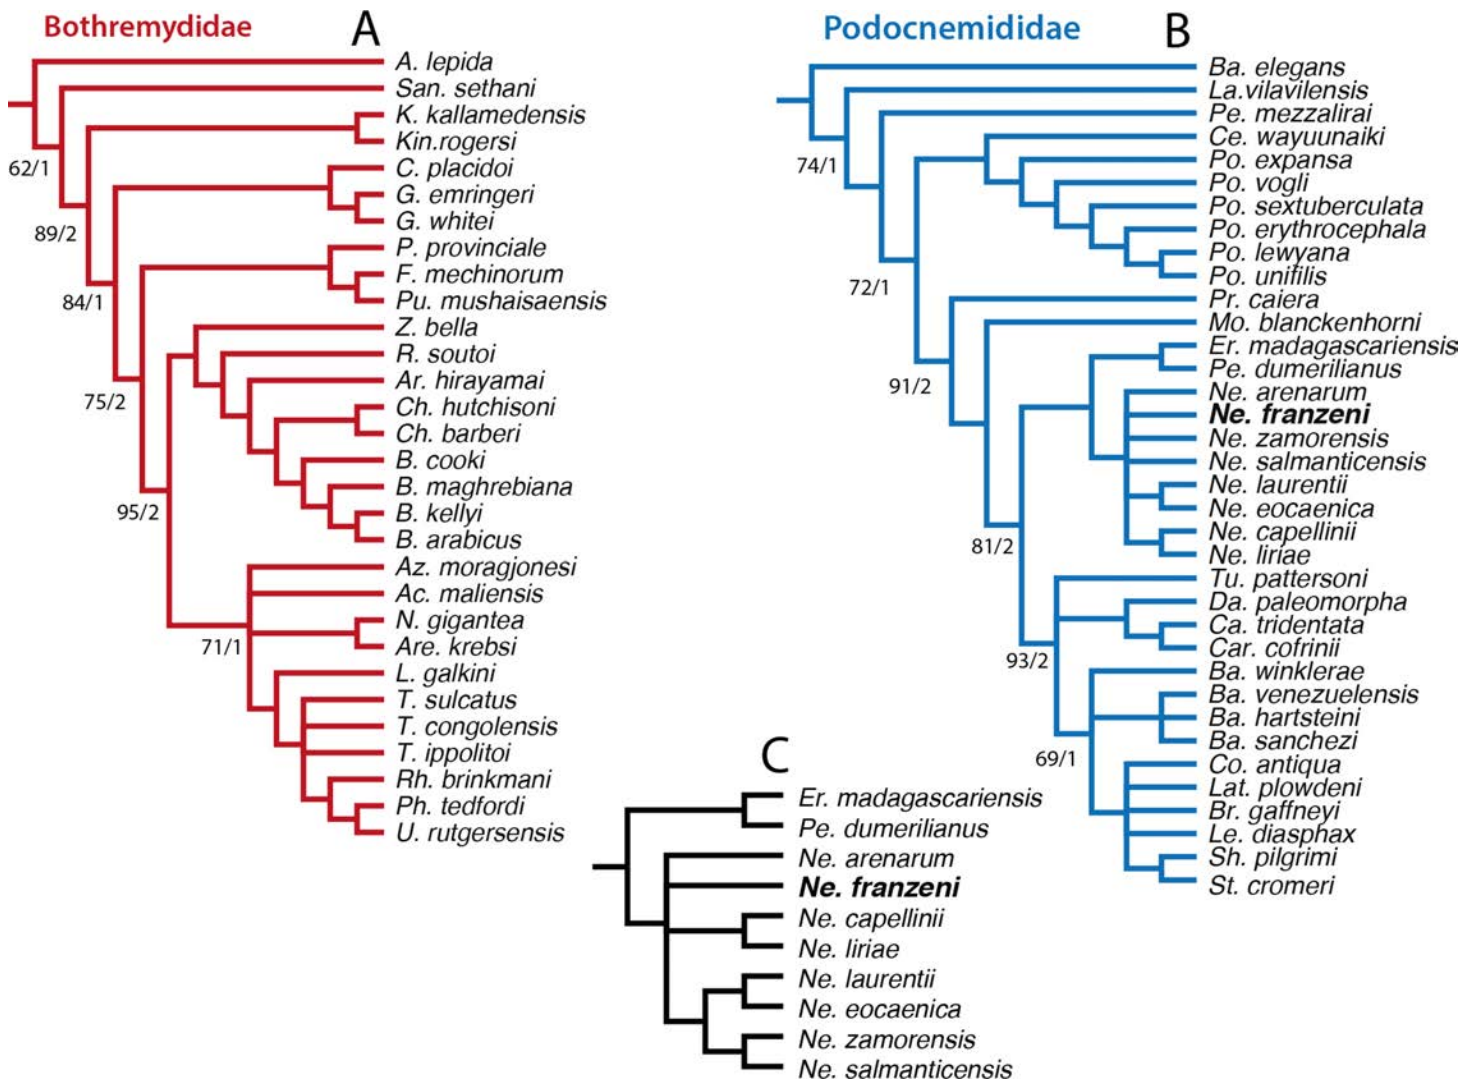 Bothremydidae
A
A. lepida
San. sethani
K. kallamedensis
Kin.rogersi
C. placidoi
G. emringeri
G. whitei
P. provinciale
F. mechinorum
Pu. mushaisaensis
Z. bella
R. soutoi
Ar. hirayamai
Ch. hutchisoni
Ch. barberi
B. cooki
B. maghrebiana
B. kellyi
B. arabicus
Az. moragjonesi
Ac. maliensis
N. gigantea
Are. krebsi
L. galkini
T. sulcatus
T. congolensis
T. ippolitoi
Rh. brinkmani
Ph. tedfordi
U. rutgersensis
62/1
89/2
84/1
75/2
95/2
71/1
Podocnemididae
B
Ba. elegans
La.vilavilensis
Pe. mezzalirai
Ce. wayuunaiki
Po. expansa
Po. vogli
Po. sextuberculata
Po. erythrocephala
Po. lewyana
Po. unifilis
Pr. caiera
Mo. blanckenhorni
Er. madagascariensis
Pe. dumerilianus
Ne. arenarum
Ne. franzeni
Ne. zamorensis
Ne. salmanticensis
Ne. laurentii
Ne. eocaenica
Ne. capellinii
Ne. liriae
Tu. pattersoni
Da. paleomorpha
Ca. tridentata
Car. cofrinii
Ba. winklerae
Ba. venezuelensis
Ba. hartsteini
Ba. sanchezi
Co. antiqua
Lat. plowdeni
Br. gaffneyi
Le. diasphax
Sh. pilgrimi
St. cromeri
74/1
72/1
91/2
81/2
93/2
69/1
C
Er. madagascariensis
Pe. dumerilianus
Ne. arenarum
Ne. franzeni
Ne. capellinii
Ne. liriae
Ne. laurentii
Ne. eocaenica
Ne. zamorensis
Ne. salmanticensis